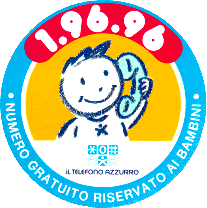 1.96.96
IL TELEFONO AZZURRO
• NUMERO GRATUITO RISERVATO AI BAMBINI •